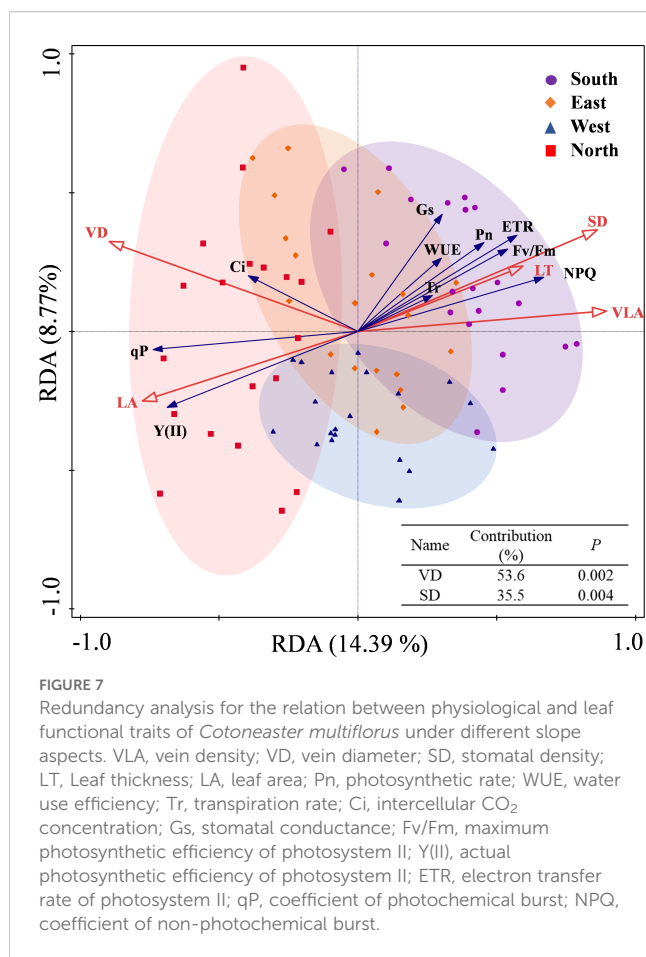 1.0
South
East
West
North
Gs
SD
VD
Pn
ETR
WUE
Fv/Fm
Ci
LT
NPQ
Tr
VLA
qP
LA
Y(II)
RDA (8.77%)
Name Contribution (%) P
VD 53.6 0.002
SD 35.5 0.004
-1.0
-1.0 RDA (14.39 %) 1.0
FIGURE 7
Redundancy analysis for the relation between physiological and leaf
functional traits of Cotoneaster multiflorus under different slope
aspects. VLA, vein density; VD, vein diameter; SD, stomatal density;
LT, Leaf thickness; LA, leaf area; Pn, photosynthetic rate; WUE, water
use efficiency; Tr, transpiration rate; Ci, intercellular CO₂
concentration; Gs, stomatal conductance; Fv/Fm, maximum
photosynthetic efficiency of photosystem II; Y(II), actual
photosynthetic efficiency of photosystem II; ETR, electron transfer
rate of photosystem II; qP, coefficient of photochemical burst; NPQ,
coefficient of non-photochemical burst.